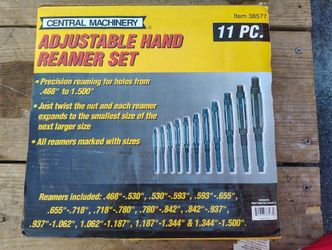 CENTRAL MACHINERY®
Item 38577
ADJUSTABLE HAND
REAMER SET
11 PC.
• Precision reaming for holes from
.468" to 1.500"
• Just twist the nut and each reamer
expands to the smallest size of the
next larger size
• All reamers marked with sizes
Reamers included: .468"-.530", .530"-.593", .593"-.655",
.655"-.718", .718"-.780", .780"-.842", .842"-.937",
.937"-1.062", 1.062"-1.187", 1.187"-1.344" & 1.344"-1.500"